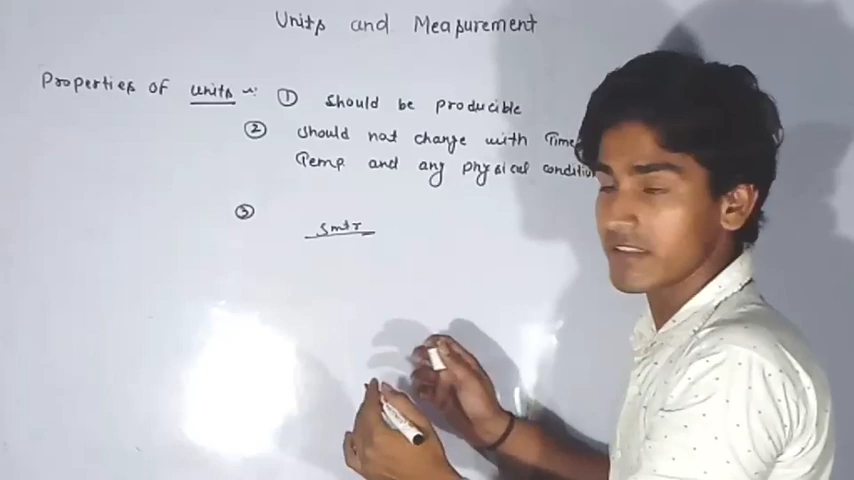 Units and Measurement
Properties of units :- ① should be producible
② should not change with Time
Temp and any physical condition
③ 5mtr